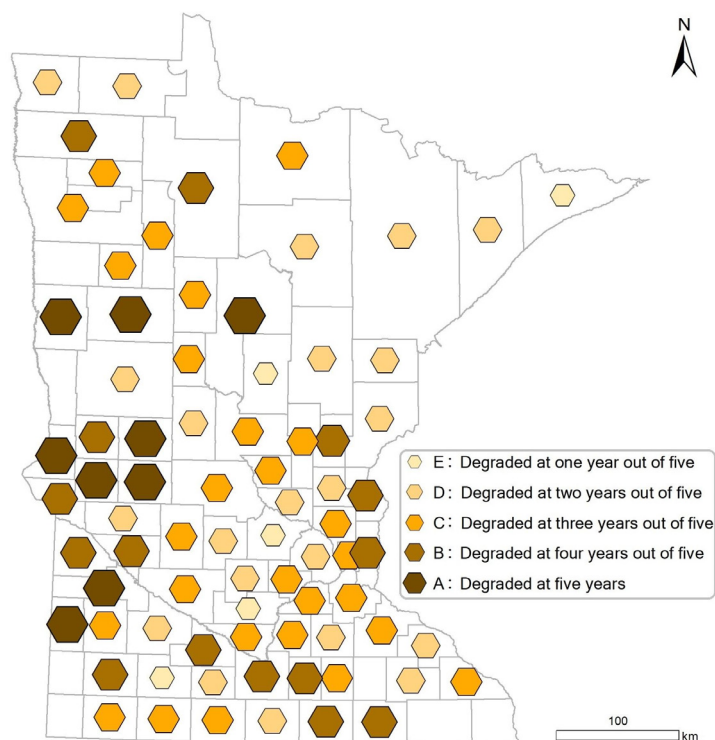 N
E : Degraded at one year out of five
D : Degraded at two years out of five
C : Degraded at three years out of five
B : Degraded at four years out of five
A : Degraded at five years
100
km